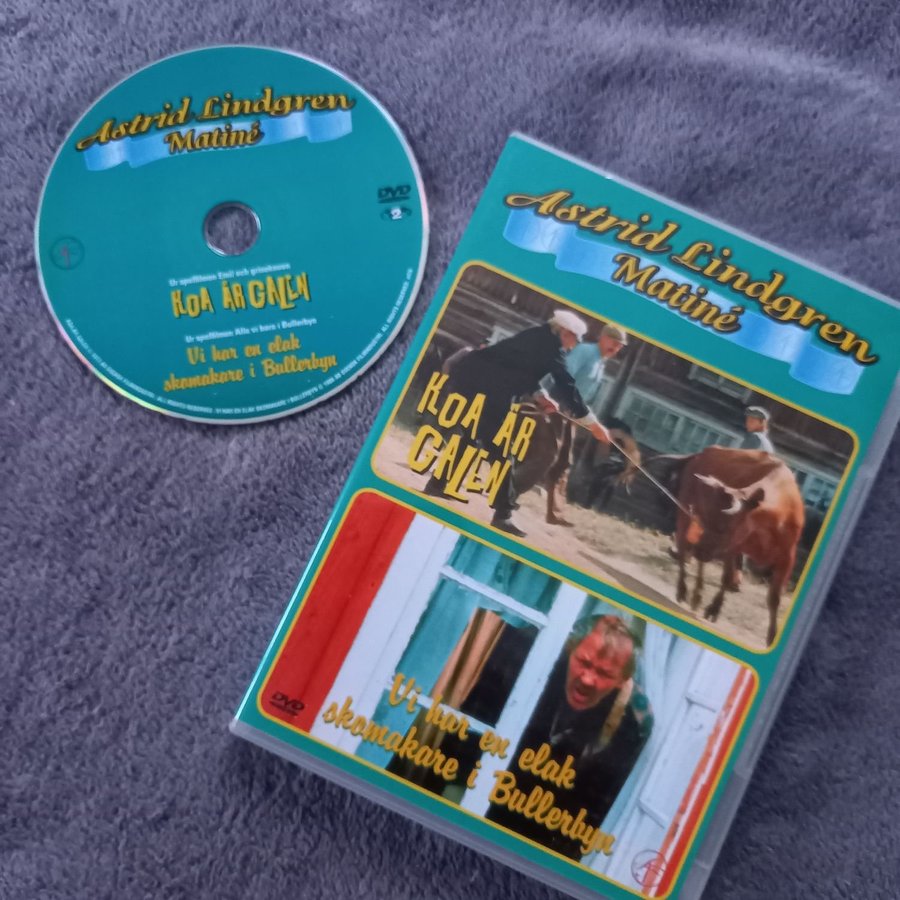 Astrid Lindgren
Matiné
DVD
2
Ur spelfilmen Emil och griseknoen
KOA ÄR GALEN
Ur spelfilmen Alla vi barn i Bullerbyn
Vi har en elak
skomakare i Bullerbyn
Astrid Lindgren
Matiné
KOA ÄR
GALEN
DVD
Vi har en elak
skomakare i Bullerbyn